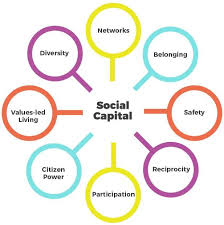 Networks
Belonging
Safety
Reciprocity
Participation
Citizen
Power
Values-led
Living
Diversity
Social
Capital